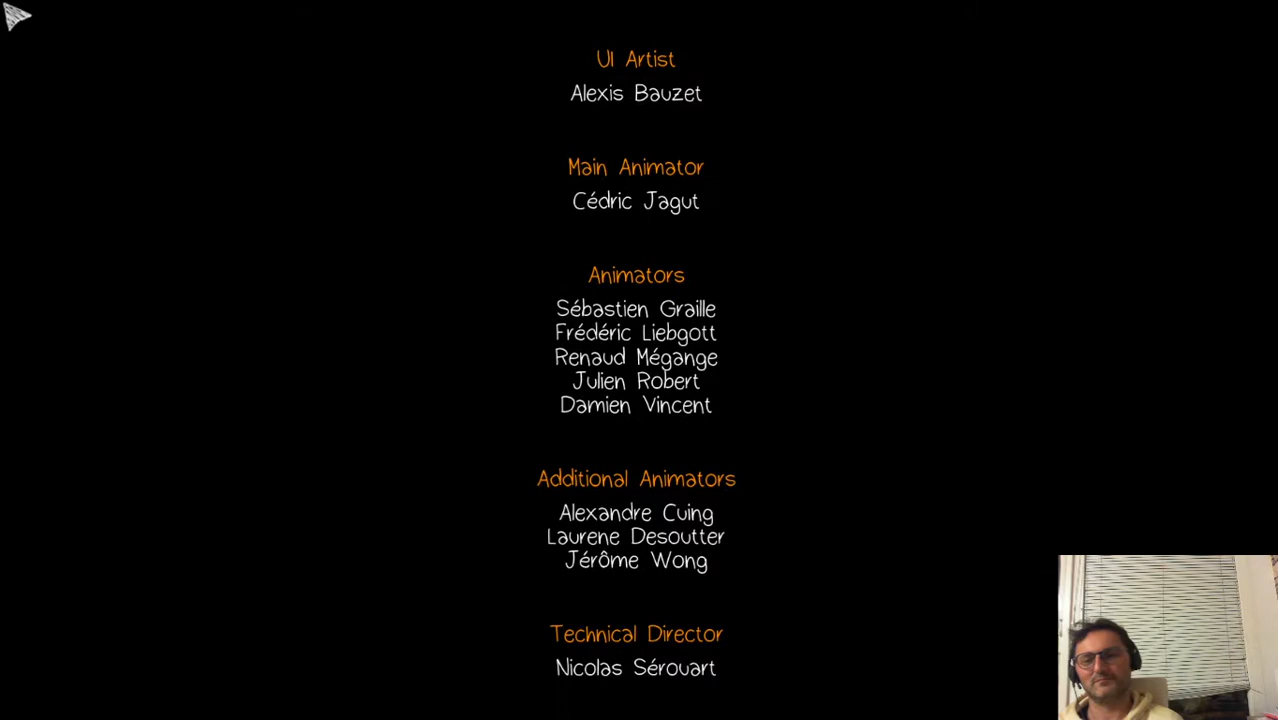 UI Artist
Alexis Bauzet
Main Animator
Cédric Jagut
Animators
Sébastien Graille
Frédéric Liebgott
Renaud Mégange
Julien Robert
Damien Vincent
Additional Animators
Alexandre Cuing
Laurene Desoutter
Jérôme Wong
Technical Director
Nicolas Sérouart